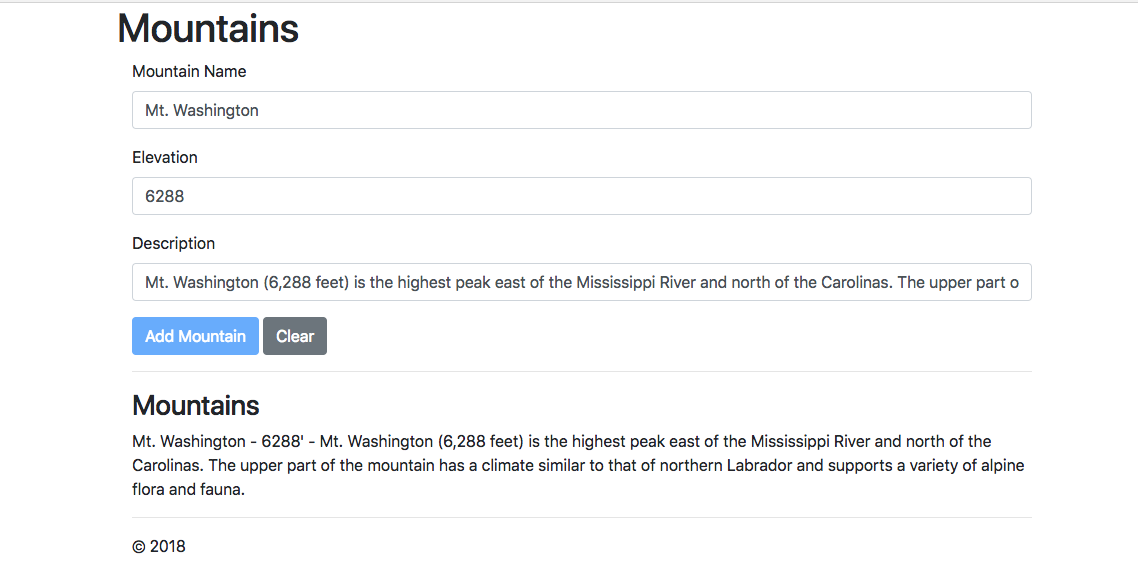 Mountains
Mountain Name
Mt. Washington
Elevation
6288
Description
Mt. Washington (6,288 feet) is the highest peak east of the Mississippi River and north of the Carolinas. The upper part o
Add Mountain Clear
Mountains
Mt. Washington - 6288' - Mt. Washington (6,288 feet) is the highest peak east of the Mississippi River and north of the
Carolinas. The upper part of the mountain has a climate similar to that of northern Labrador and supports a variety of alpine
flora and fauna.
© 2018